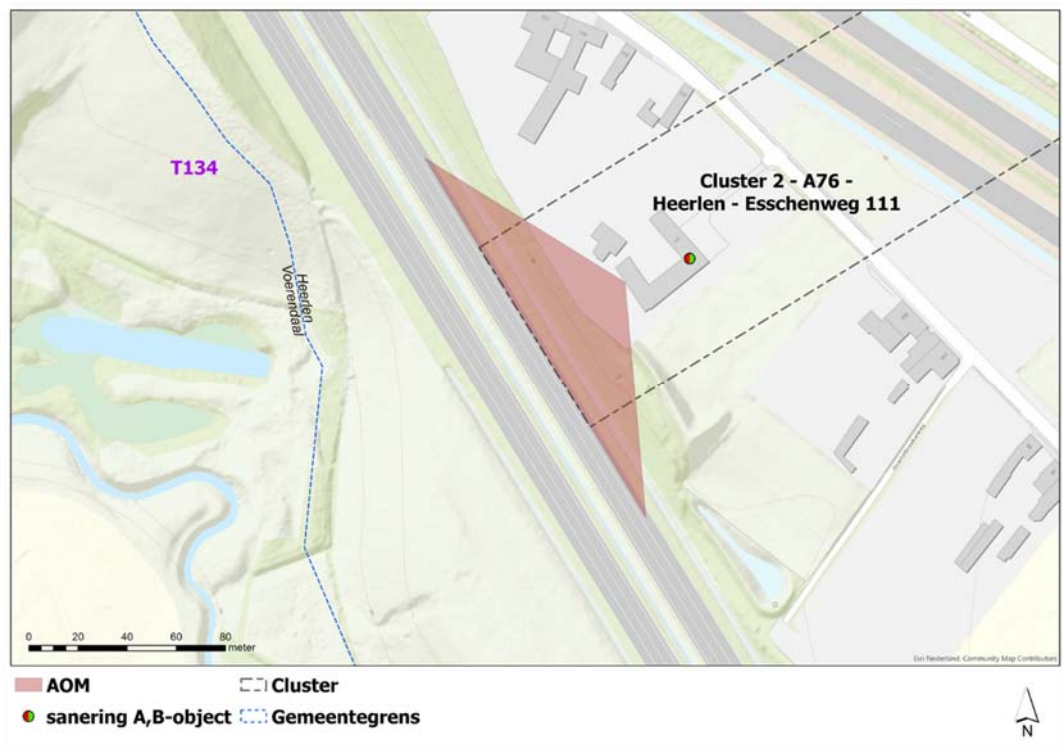 T134
Cluster 2 - A76 -
Heerlen - Esschenweg 111
Heerlen
Voerendaal
0 20 40 60 80
meter
Esri Nederland, Community Map Contributors
AOM
Cluster
sanering A,B-object
Gemeentegrens
N